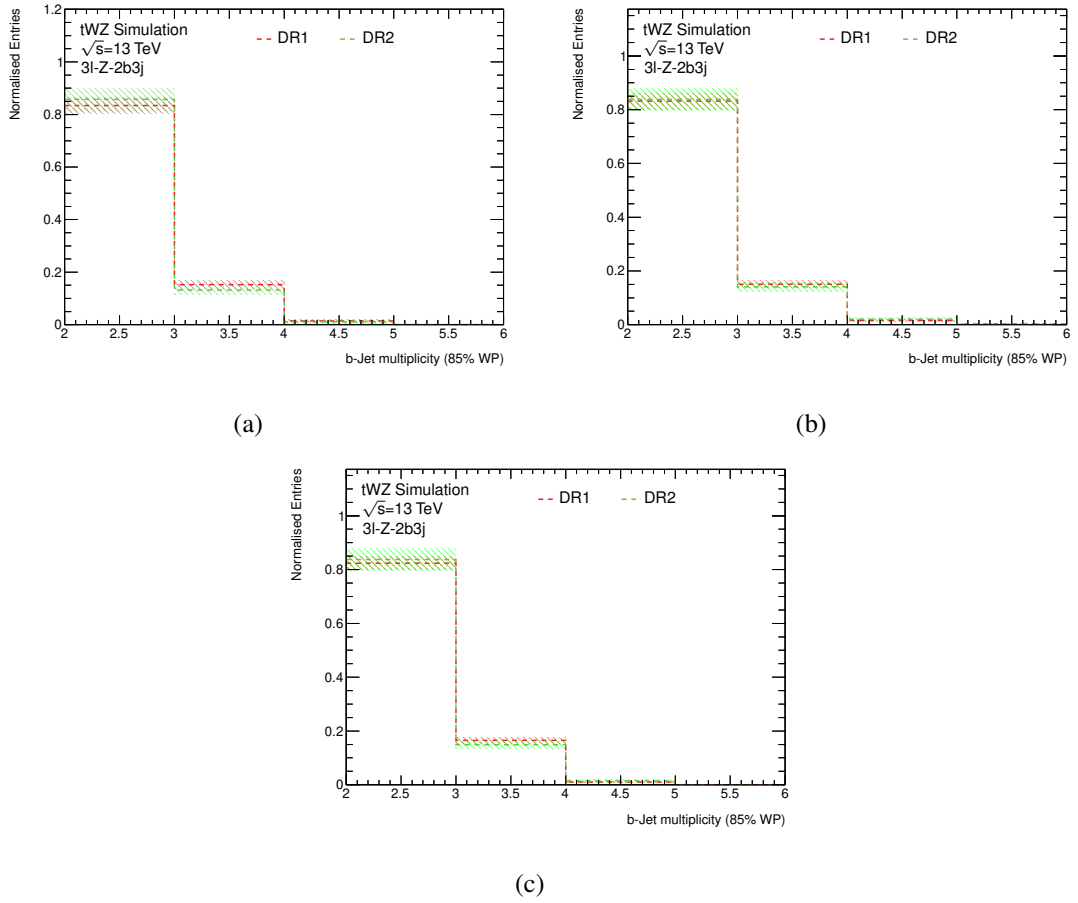 1.2
1
0.8
0.6
0.4
0.2
0
Normalised Entries
tWZ Simulation
√s=13 TeV
3l-Z-2b3j
DR1
DR2
2 2.5 3 3.5 4 4.5 5 5.5 6
b-Jet multiplicity (85% WP)
(a)
1
0.8
0.6
0.4
0.2
0
Normalised Entries
tWZ Simulation
√s=13 TeV
3l-Z-2b3j
DR1
DR2
2 2.5 3 3.5 4 4.5 5 5.5 6
b-Jet multiplicity (85% WP)
(b)
1
0.8
0.6
0.4
0.2
0
Normalised Entries
tWZ Simulation
√s=13 TeV
3l-Z-2b3j
DR1
DR2
2 2.5 3 3.5 4 4.5 5 5.5 6
b-Jet multiplicity (85% WP)
(c)